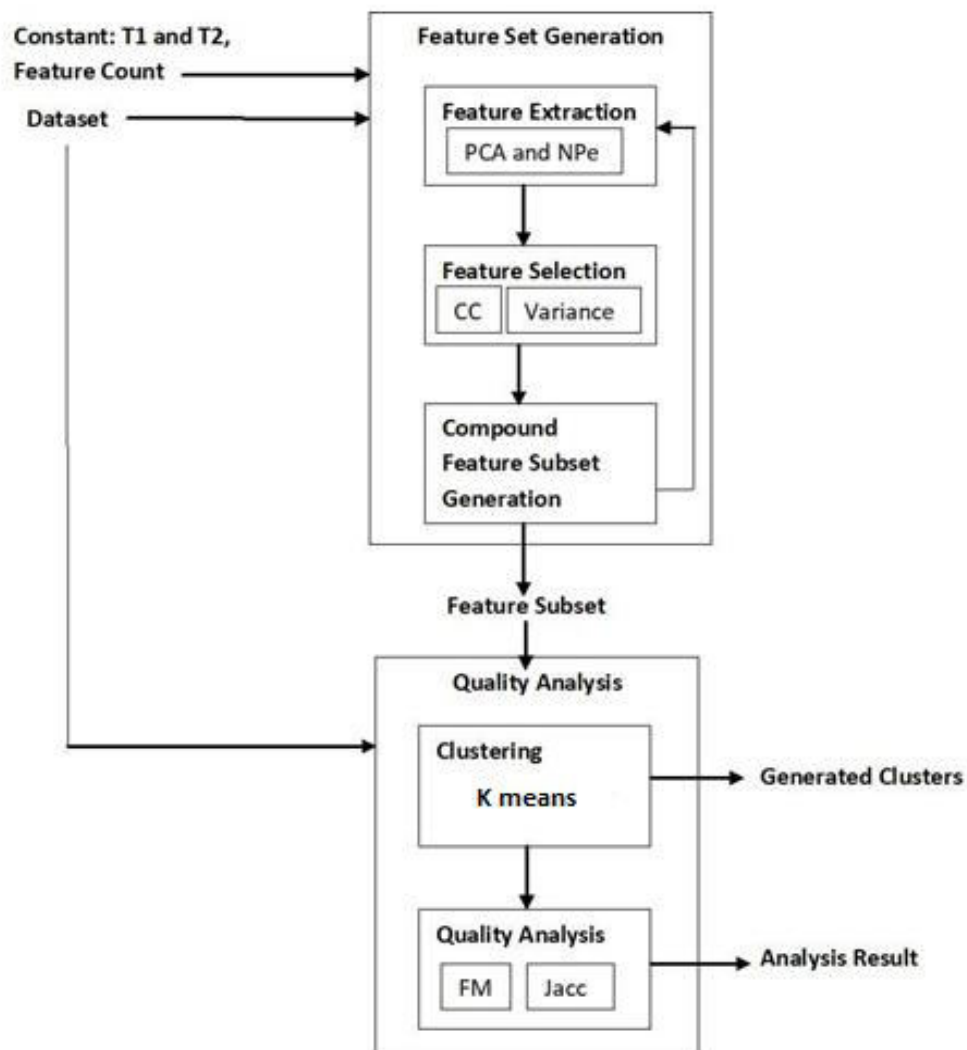 Constant: T1 and T2,
Feature Count
Dataset
Feature Set Generation
Feature Extraction
PCA and NPe
Feature Selection
CC
Variance
Compound
Feature Subset
Generation
Feature Subset
Quality Analysis
Clustering
K means
Generated Clusters
Quality Analysis
FM
Jacc
Analysis Result